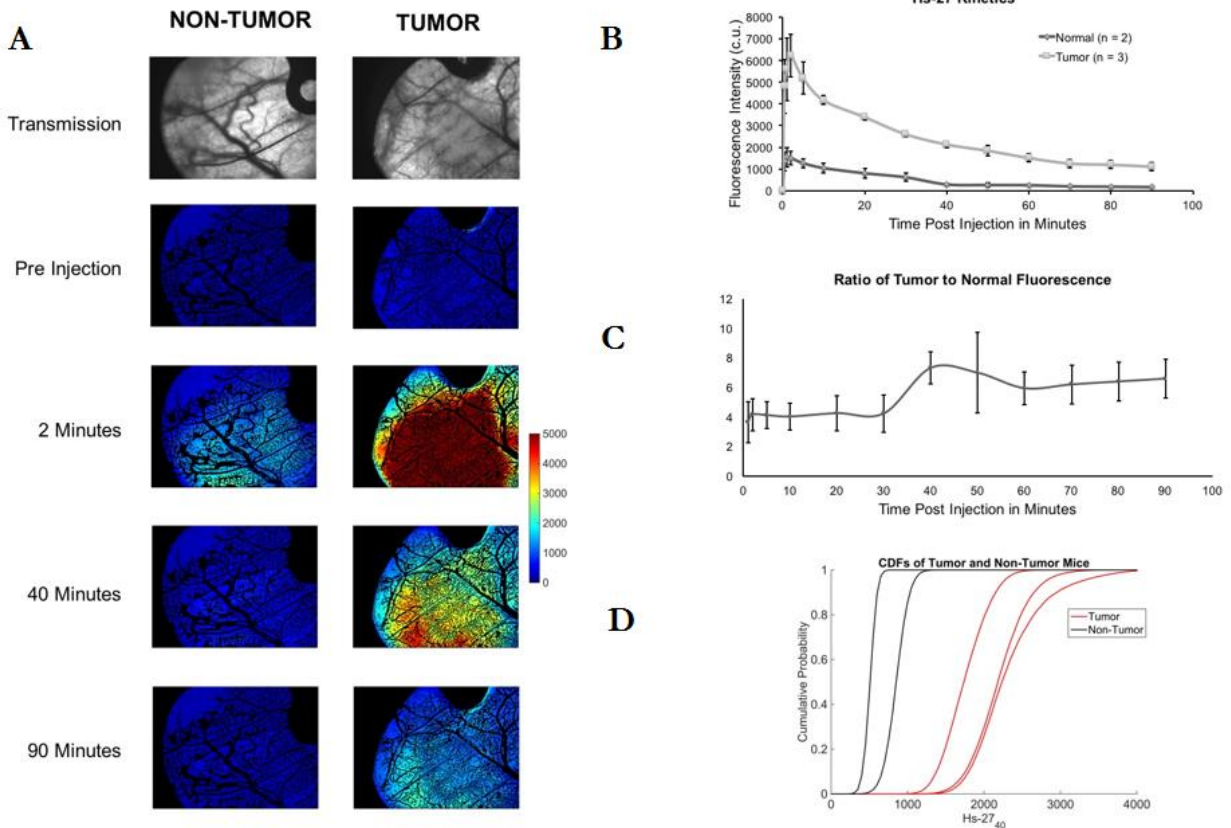 A
NON-TUMOR
TUMOR
Transmission
Pre Injection
2 Minutes
40 Minutes
90 Minutes
5000
4000
3000
2000
1000
0
B
Hs-27 Kinetics
Fluorescence Intensity (c.u.)
8000
7000
6000
5000
4000
3000
2000
1000
0
Normal (n = 2)
Tumor (n = 3)
0 20 40 60 80 100
Time Post Injection in Minutes
C
Ratio of Tumor to Normal Fluorescence
12
10
8
6
4
2
0
0 10 20 30 40 50 60 70 80 90 100
Time Post Injection in Minutes
D
CDFs of Tumor and Non-Tumor Mice
Cumulative Probability
1
0.8
0.6
0.4
0.2
0
Tumor
Non-Tumor
0 1000 2000 3000 4000
Hs-27₄₀